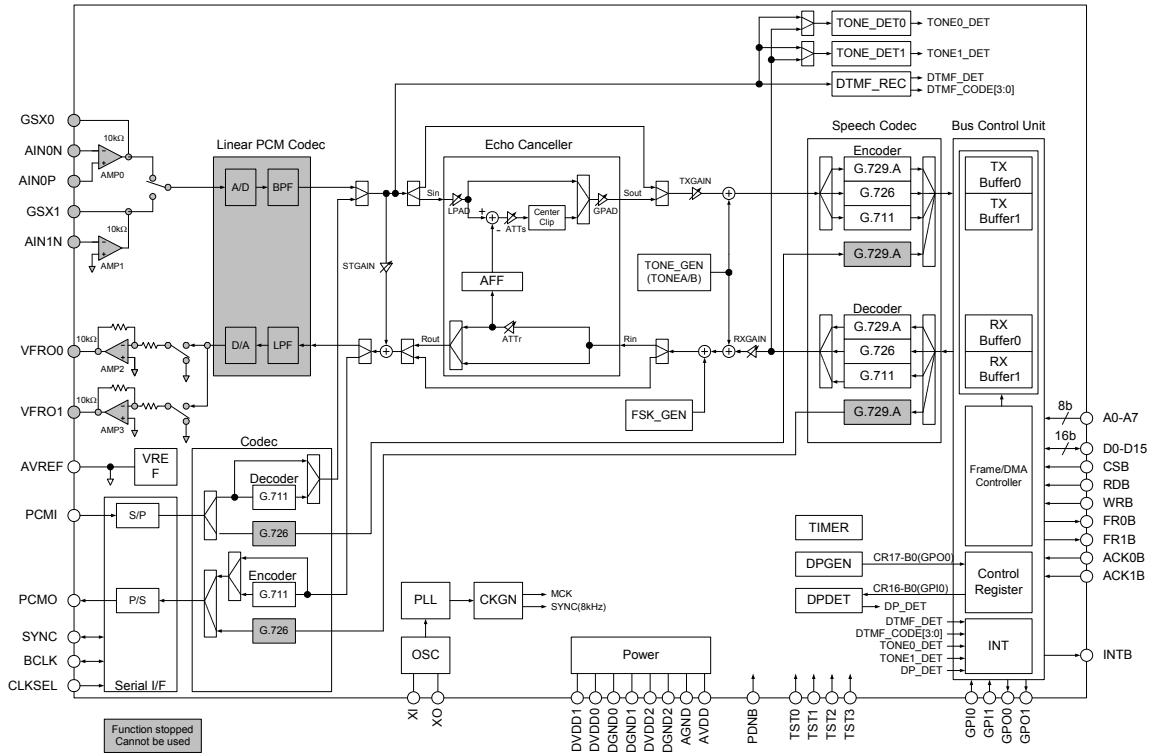 TONE_DET0
TONE0_DET
TONE_DET1
TONE1_DET
DTMF_REC
DTMF_DET
DTMF_CODE[3:0]
GSX0
10kΩ
AIN0N
AMP0
AIN0P
GSX1
10kΩ
AIN1N
AMP1
Linear PCM Codec
A/D
BPF
D/A
LPF
STGAIN
Echo Canceller
Sin
LPAD
+
-
ATTs
Center
Clip
GPAD
Sout
AFF
Rout
ATTr
Rin
TXGAIN
TONE_GEN
(TONEA/B)
RXGAIN
FSK_GEN
Speech Codec
Encoder
G.729.A
G.726
G.711
G.729.A
Decoder
G.729.A
G.726
G.711
G.729.A
Bus Control Unit
TX
Buffer0
TX
Buffer1
RX
Buffer0
RX
Buffer1
Frame/DMA
Controller
Control
Register
INT
VFRO0
10kΩ
AMP2
VFRO1
10kΩ
AMP3
AVREF
VRE
F
PCMI
S/P
PCMO
P/S
SYNC
BCLK
CLKSEL
Serial I/F
Codec
Decoder
G.711
G.726
Encoder
G.711
G.726
PLL
CKGN
MCK
SYNC(8kHz)
OSC
XI
XO
Power
DVDD1
DVDD0
DGND0
DGND1
DVDD2
DGND2
AGND
AVDD
PDNB
TST0
TST1
TST2
TST3
TIMER
DPGEN
CR17-B0(GPO0)
DPDET
CR16-B0(GPI0)
DP_DET
DTMF_DET
DTMF_CODE[3:0]
TONE0_DET
TONE1_DET
DP_DET
8b
A0-A7
16b
D0-D15
CSB
RDB
WRB
FR0B
FR1B
ACK0B
ACK1B
INTB
GPI0
GPI1
GPO0
GPO1
Function stopped
Cannot be used